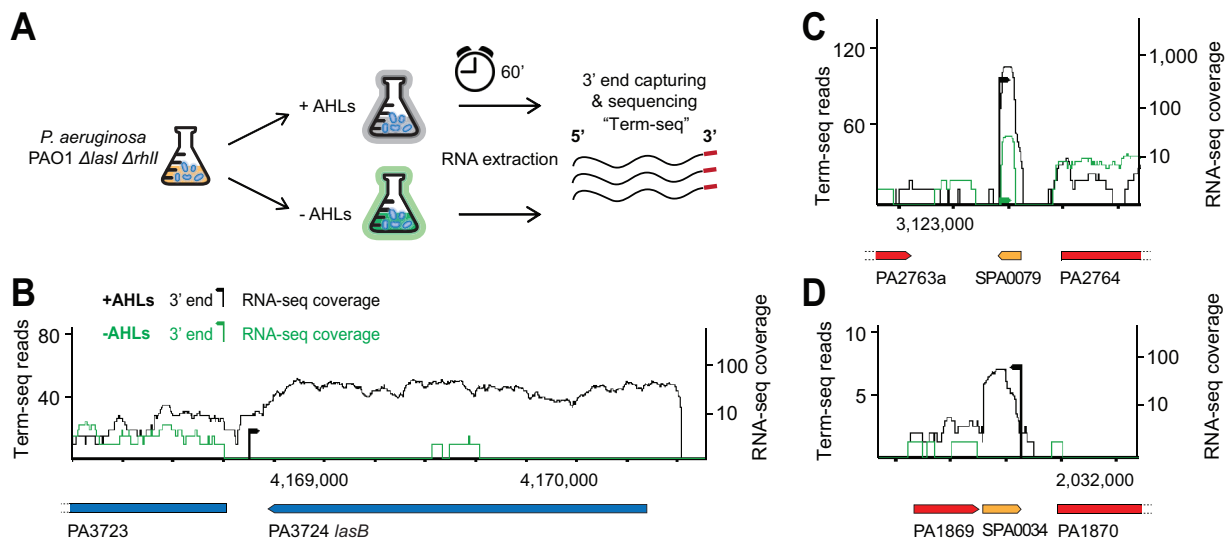 A
P. aeruginosa
PAO1 ΔlasI ΔrhlI
+ AHLs
- AHLs
60'
RNA extraction
3' end capturing
& sequencing
“Term-seq”
5' 3'
B
+AHLs 3' end RNA-seq coverage
-AHLs 3' end RNA-seq coverage
Term-seq reads
80
40
100
10
RNA-seq coverage
4,169,000 4,170,000
PA3723 PA3724 lasB
C
Term-seq reads
120
60
1,000
100
10
RNA-seq coverage
3,123,000
PA2763a SPA0079 PA2764
D
Term-seq reads
10
5
100
10
RNA-seq coverage
2,032,000
PA1869 SPA0034 PA1870